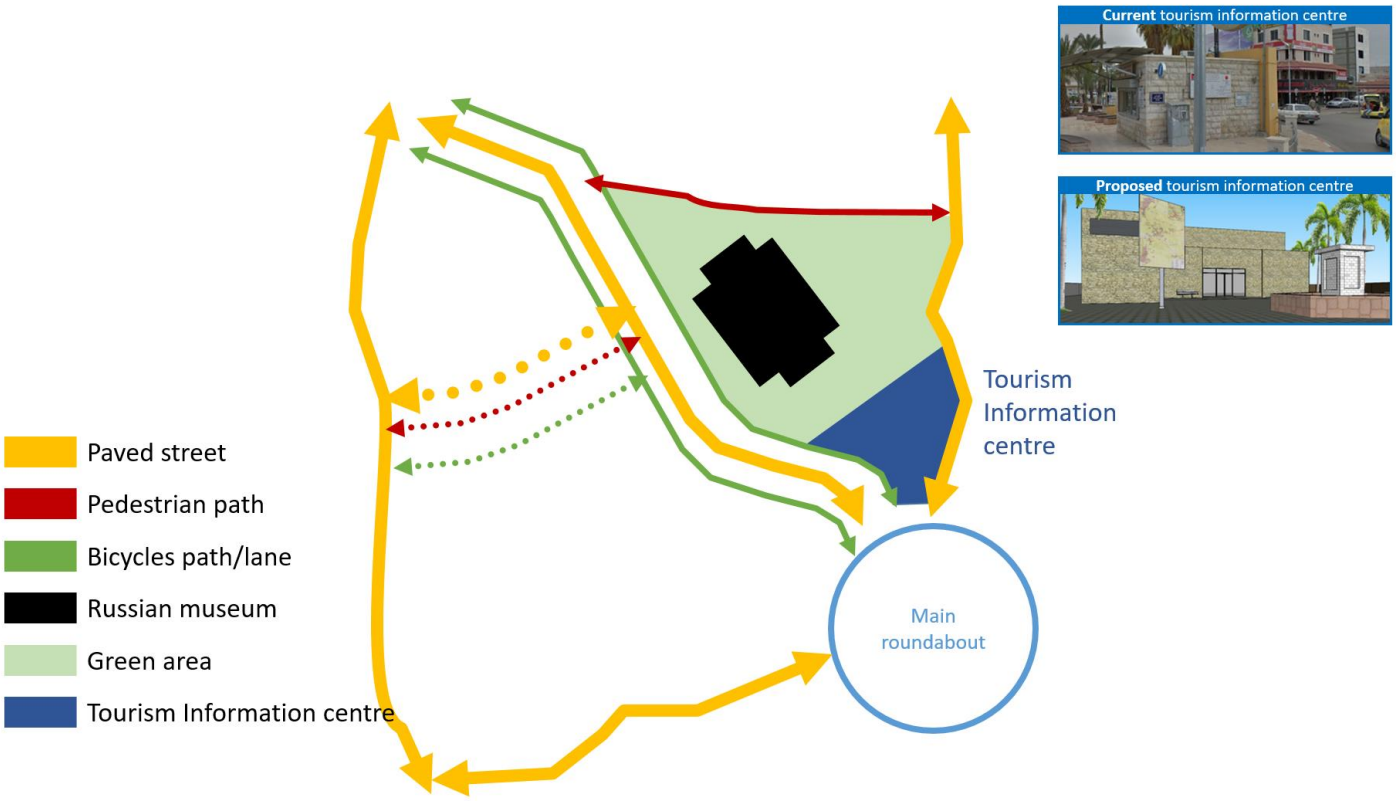 Current tourism information centre
Proposed tourism information centre
Tourism
Information
centre
Paved street
Pedestrian path
Bicycles path/lane
Russian museum
Green area
Tourism Information centre
Main
roundabout